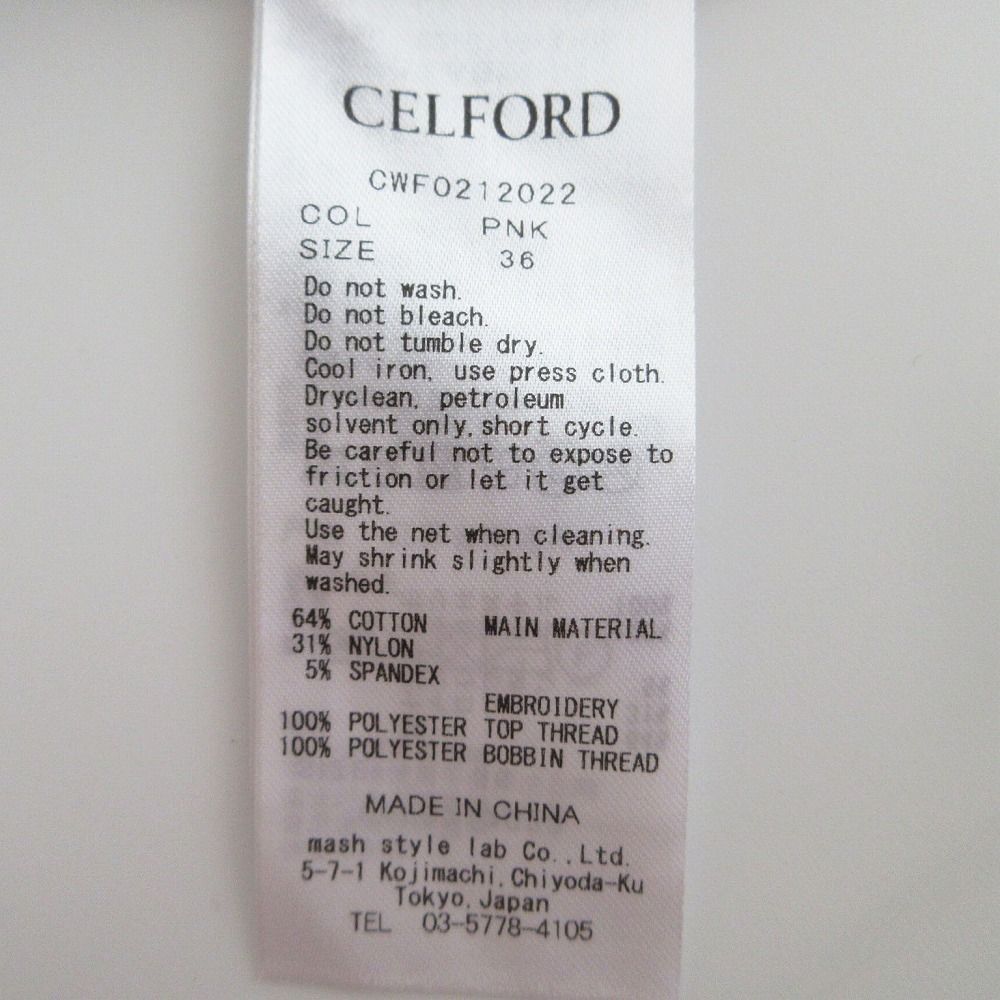 CELFORD
CWF0212022
COL PNK
SIZE 36
Do not wash.
Do not bleach.
Do not tumble dry.
Cool iron, use press cloth.
Dryclean, petroleum
solvent only, short cycle.
Be careful not to expose to
friction or let it get
caught.
Use the net when cleaning.
May shrink slightly when
washed.
64% COTTON MAIN MATERIAL
31% NYLON
5% SPANDEX
EMBROIDERY
100% POLYESTER TOP THREAD
100% POLYESTER BOBBIN THREAD
MADE IN CHINA
mash style lab Co.,Ltd.
5-7-1 Kojimachi,Chiyoda-Ku
Tokyo,Japan
TEL 03-5778-4105